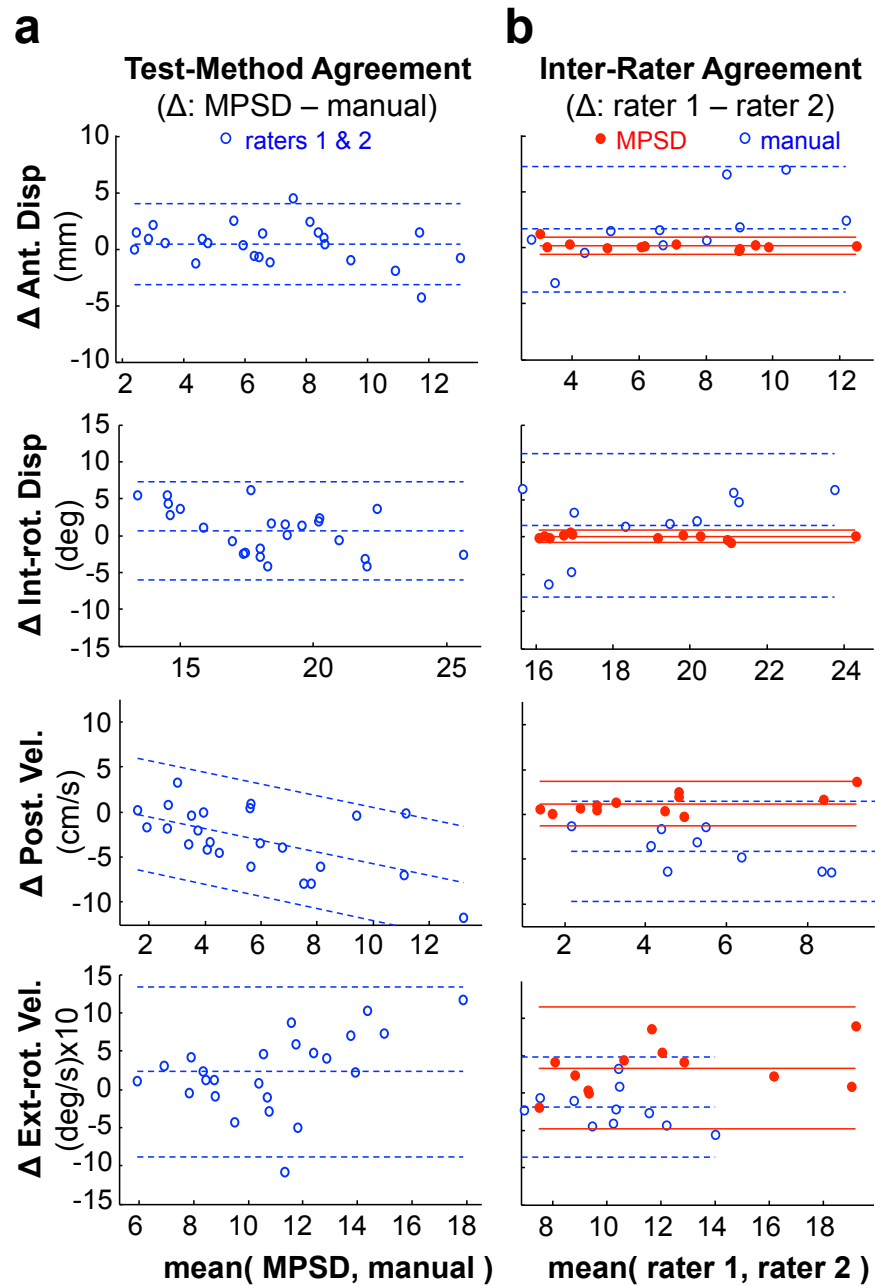 a
b
Test-Method Agreement
(Δ: MPSD – manual)
Inter-Rater Agreement
(Δ: rater 1 – rater 2)
raters 1 & 2
MPSD manual
Δ Ant. Disp
(mm)
10
5
0
-5
-10
2 4 6 8 10 12
4 6 8 10 12
Δ Int-rot. Disp
(deg)
15
10
5
0
-5
-10
-15
15 20 25
16 18 20 22 24
Δ Post. Vel.
(cm/s)
10
5
0
-5
-10
2 4 6 8 10 12
2 4 6 8
Δ Ext-rot. Vel.
(deg/s)x10
15
10
5
0
-5
-10
-15
6 8 10 12 14 16 18
8 10 12 14 16 18
mean( MPSD, manual )
mean( rater 1, rater 2 )